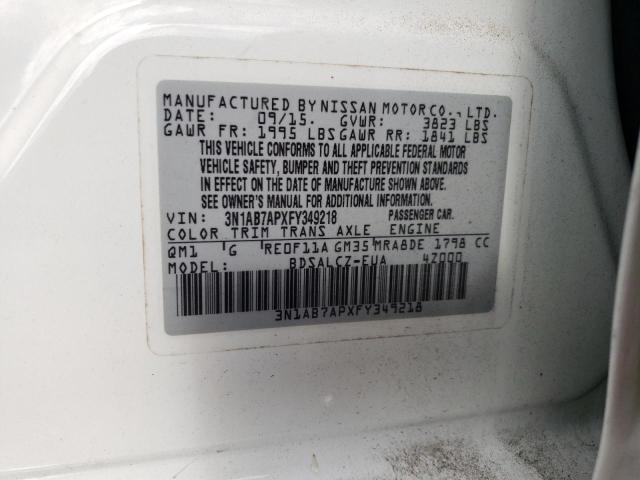 MANUFACTURED BY NISSAN MOTOR CO., LTD.
DATE: 09/15. GVWR: 3823 LBS
GAWR FR: 1995 LBS GAWR RR: 1841 LBS
THIS VEHICLE CONFORMS TO ALL APPLICABLE FEDERAL MOTOR
VEHICLE SAFETY, BUMPER AND THEFT PREVENTION STANDARDS
IN EFFECT ON THE DATE OF MANUFACTURE SHOWN ABOVE.
SEE OWNER'S MANUAL FOR ADDITIONAL INFORMATION.
VIN: 3N1AB7APXFY349218 PASSENGER CAR.
COLOR TRIM TRANS AXLE ENGINE
QM1 G RE0F11A GM35 MRA8DE 1798 CC
MODEL: BDSALCZ-EUA 4Z000
3N1AB7APXFY349218